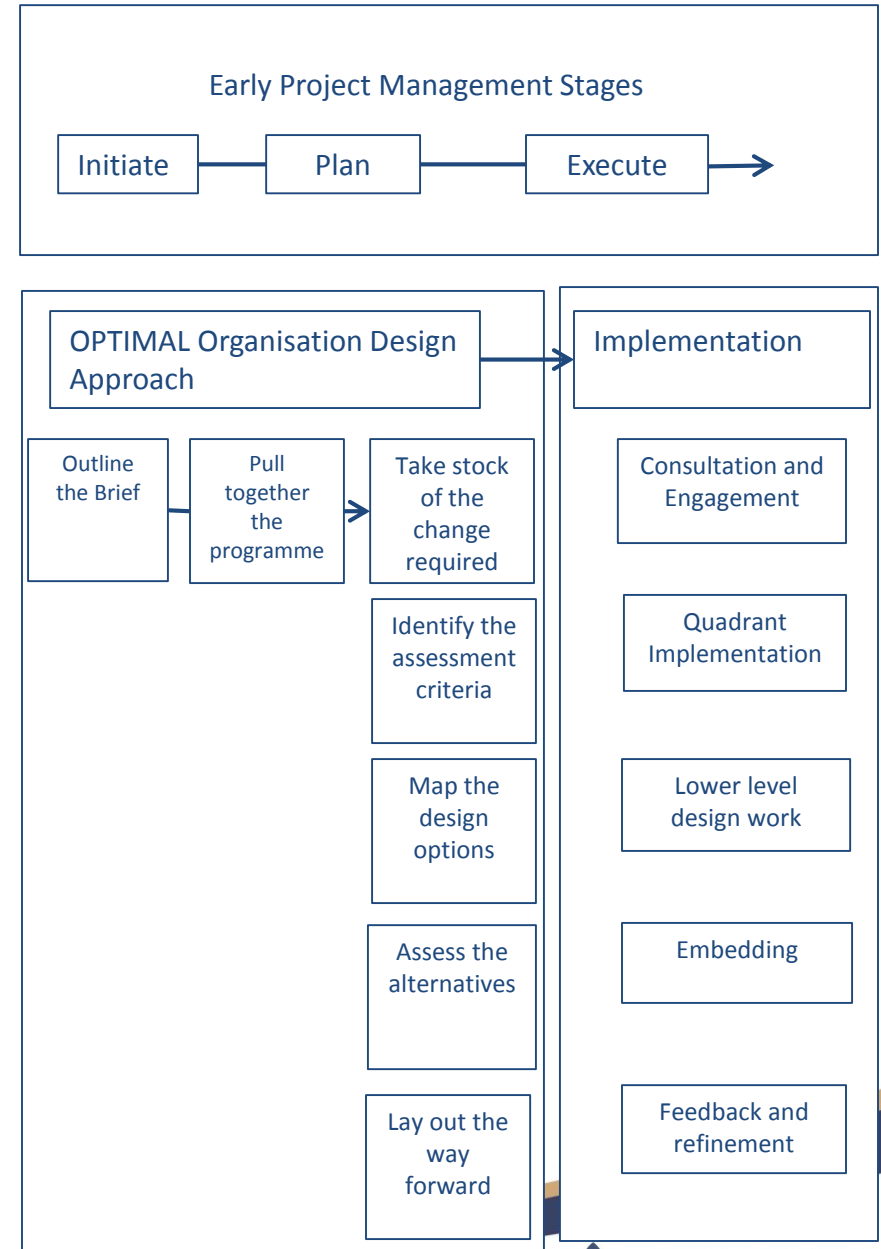 Early Project Management Stages
Initiate
Plan
Execute
OPTIMAL Organisation Design
Approach
Implementation
Outline
the Brief
Pull
together
the
programme
Take stock
of the
change
required
Identify the
assessment
criteria
Map the
design
options
Assess the
alternatives
Lay out the
way
forward
Consultation and
Engagement
Quadrant
Implementation
Lower level
design work
Embedding
Feedback and
refinement